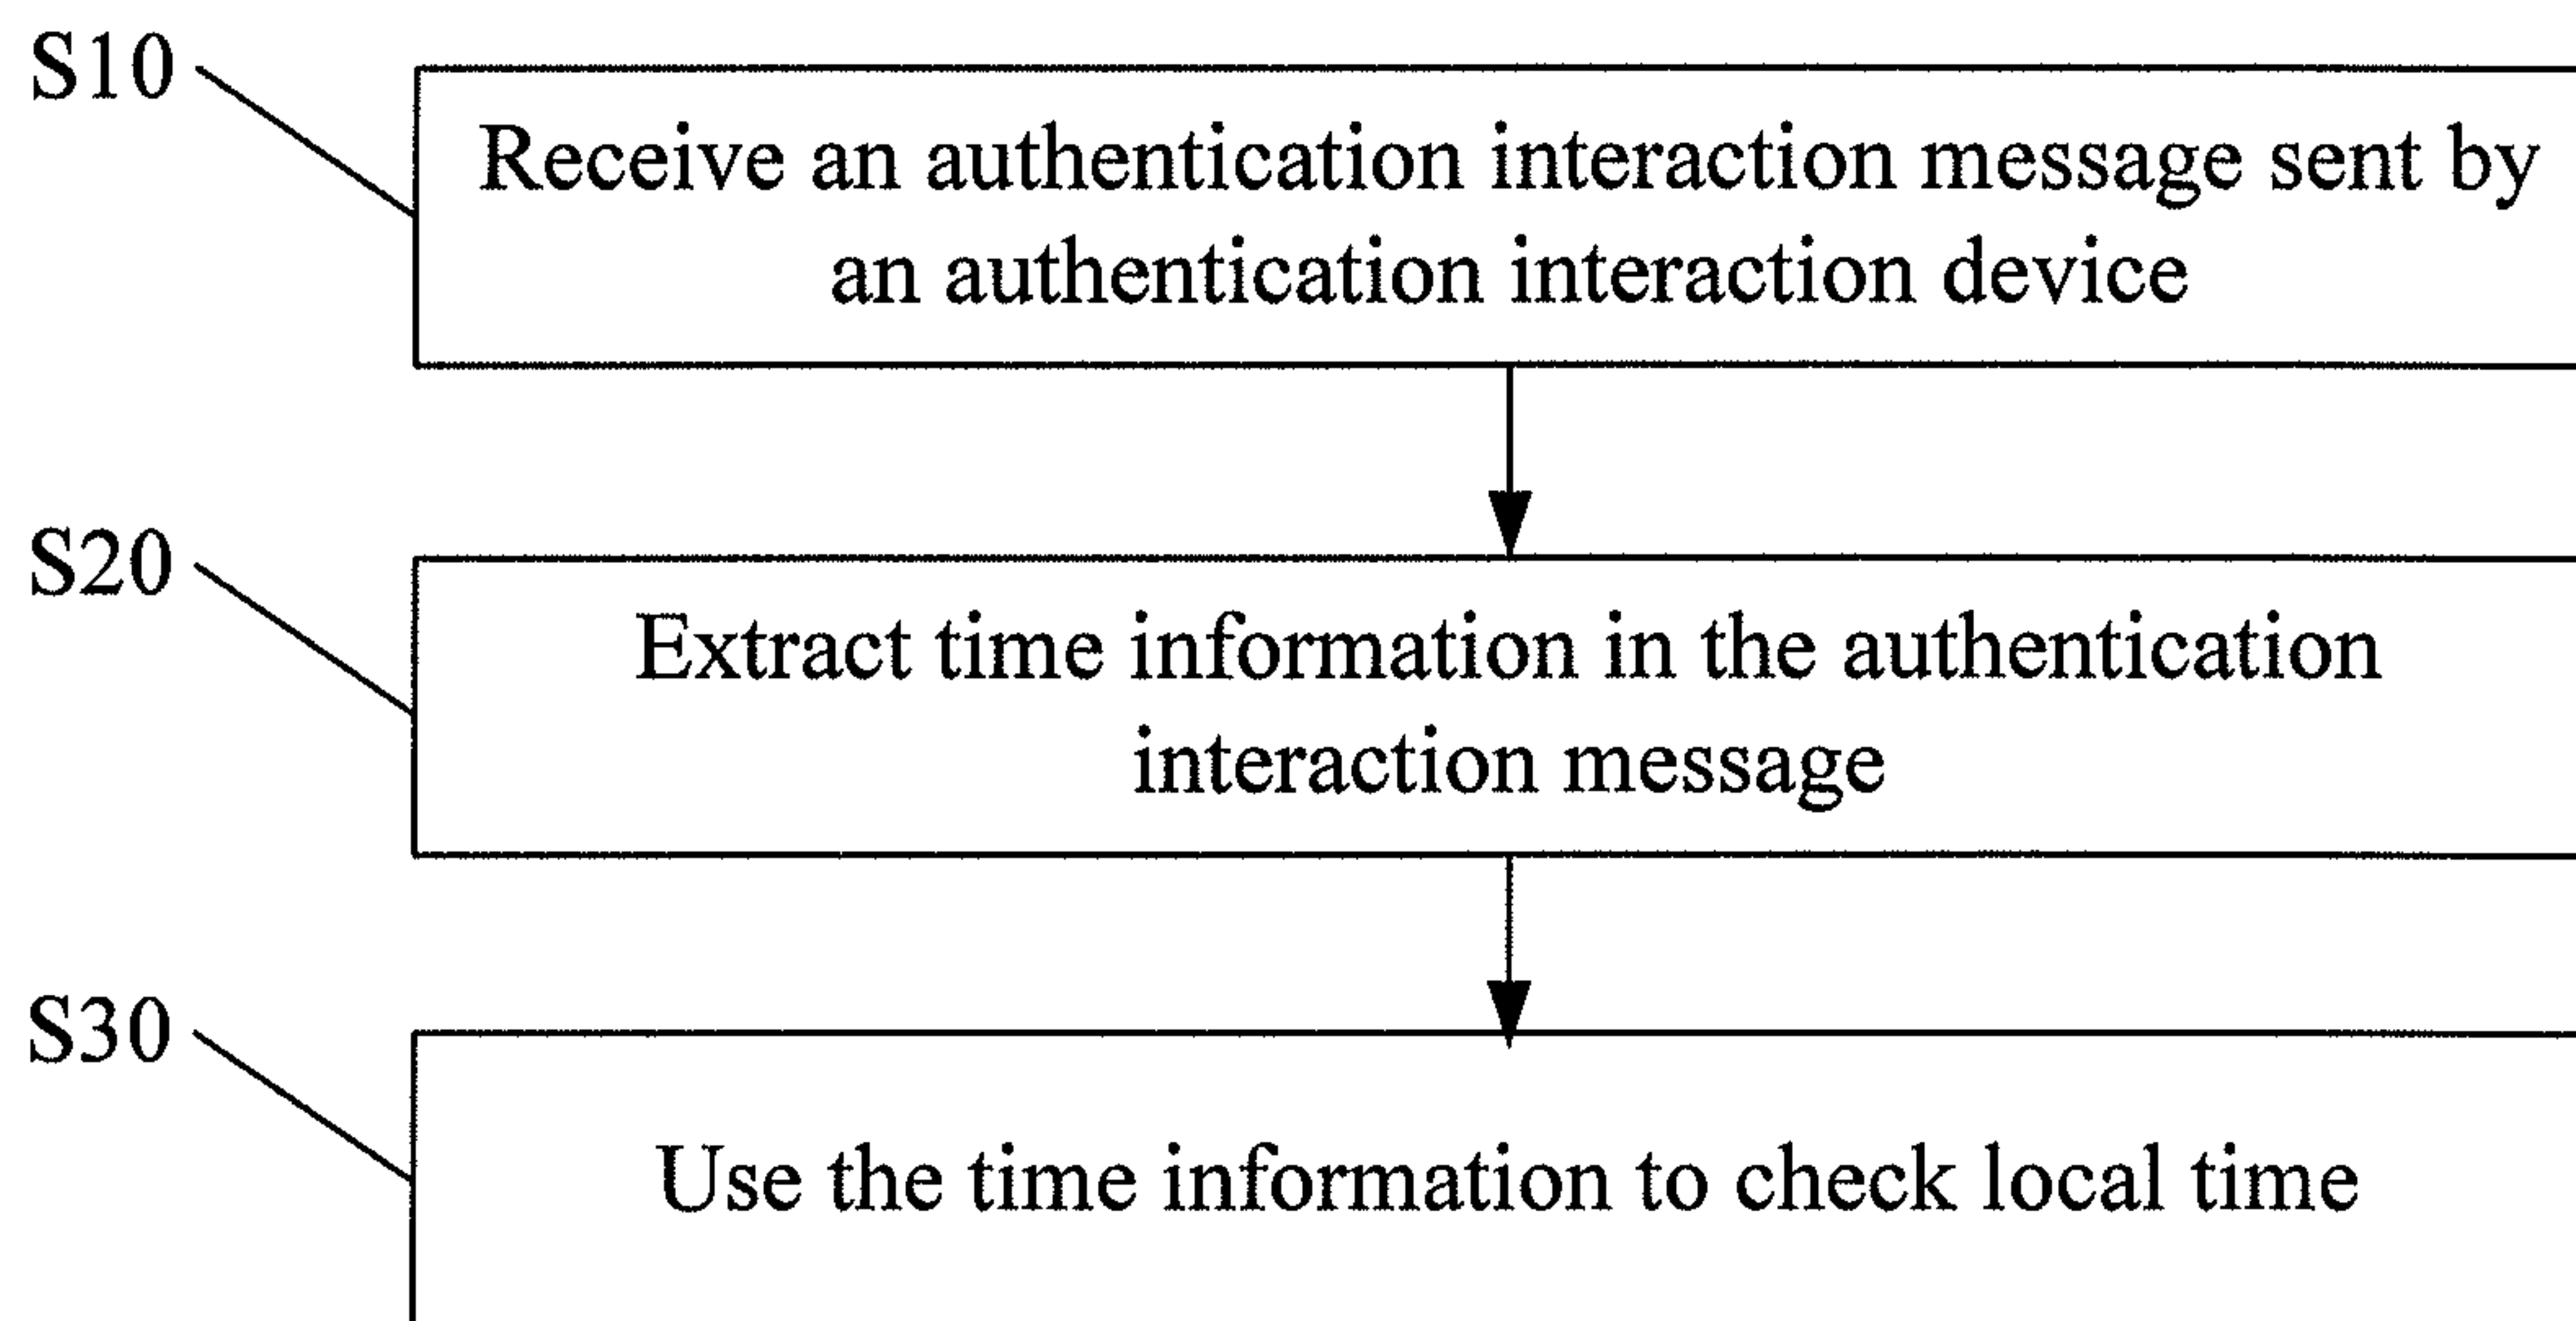 S10
Receive an authentication interaction message sent by
an authentication interaction device
S20
Extract time information in the authentication
interaction message
S30
Use the time information to check local time